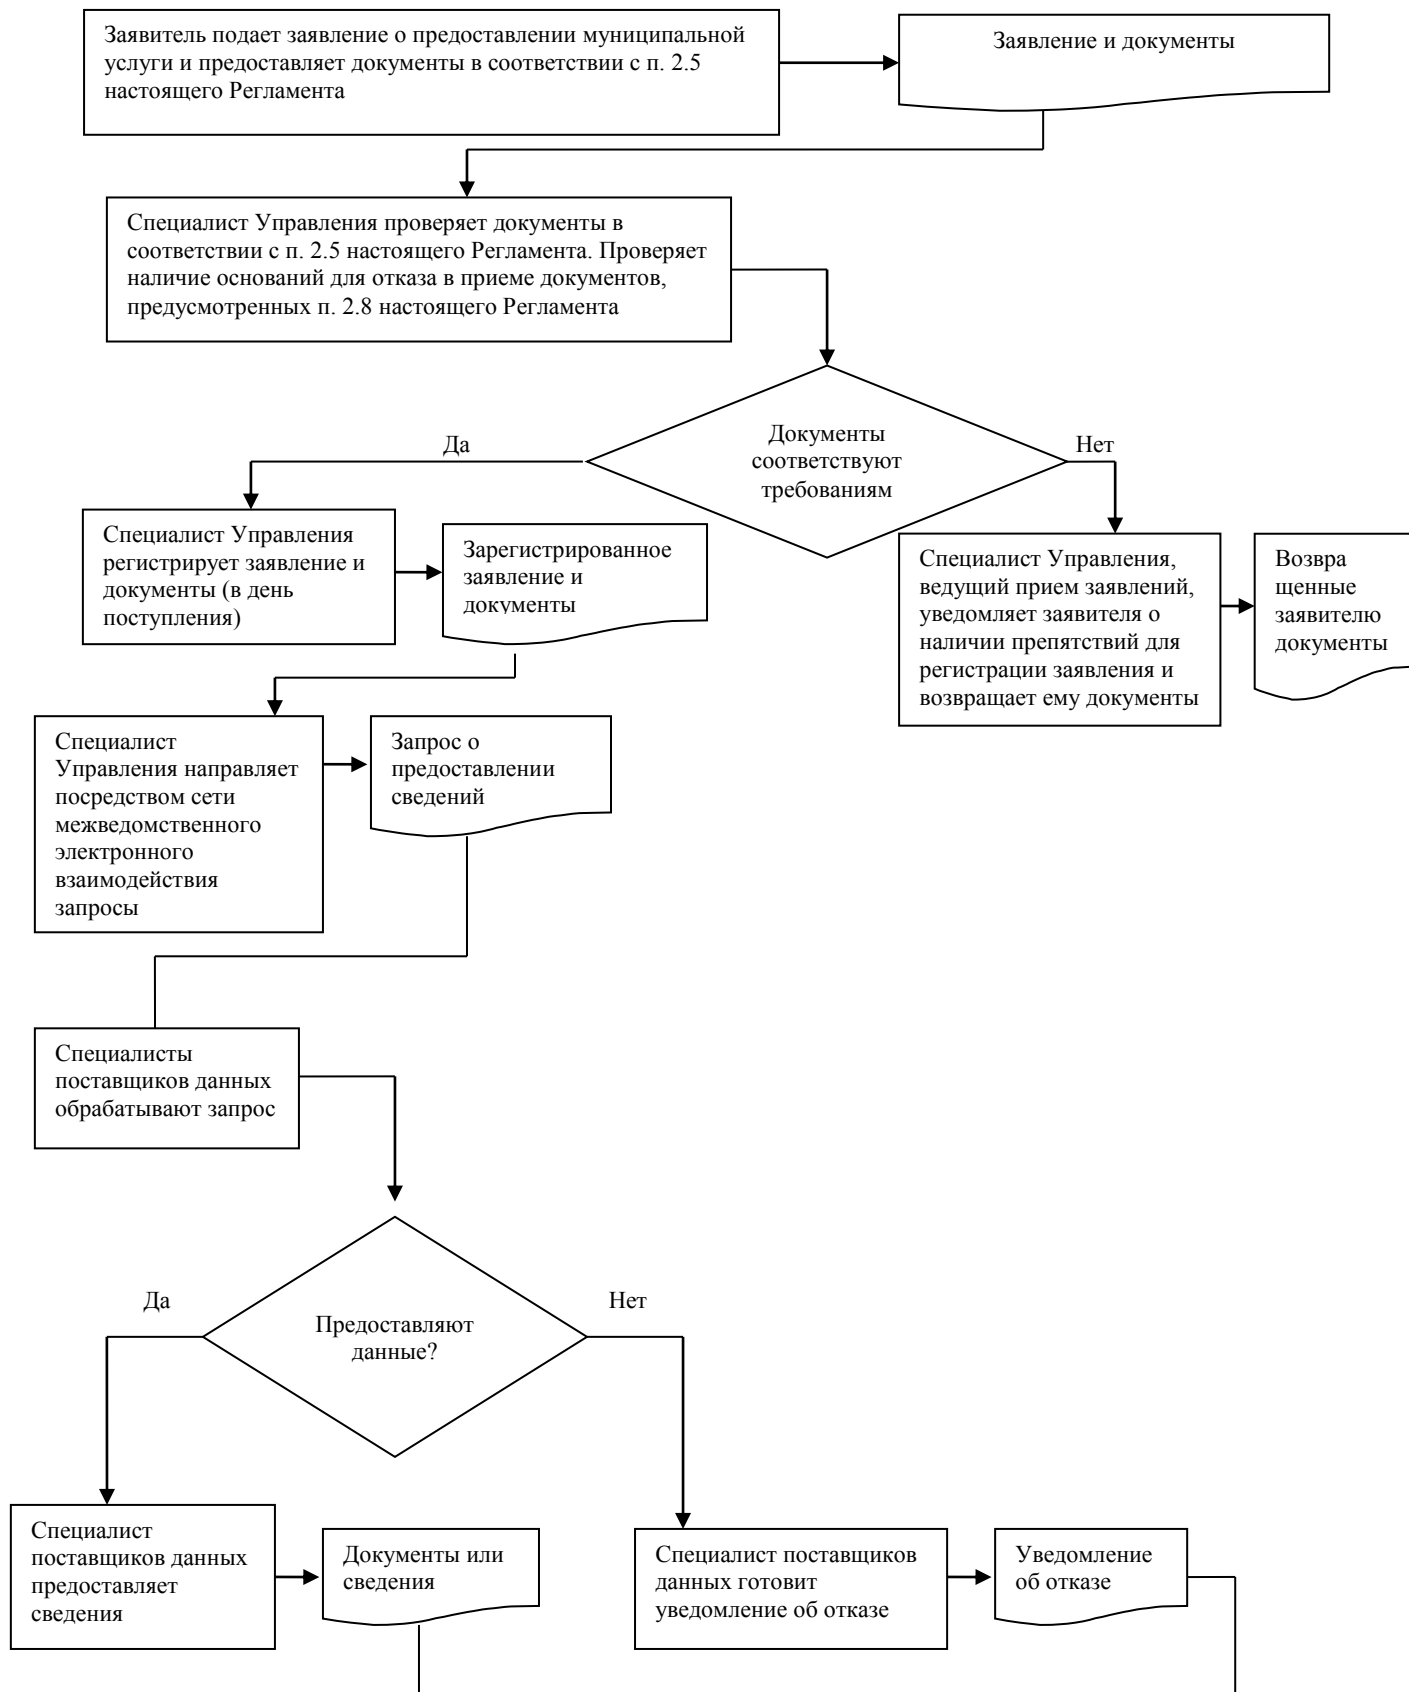 Заявитель подает заявление о предоставлении муниципальной
услуги и предоставляет документы в соответствии с п. 2.5
настоящего Регламента
Заявление и документы
Специалист Управления проверяет документы в
соответствии с п. 2.5 настоящего Регламента. Проверяет
наличие оснований для отказа в приеме документов,
предусмотренных п. 2.8 настоящего Регламента
Документы
соответствуют
требованиям
Да
Нет
Специалист Управления
регистрирует заявление и
документы (в день
поступления)
Зарегистрированное
заявление и
документы
Специалист Управления,
ведущий прием заявлений,
уведомляет заявителя о
наличии препятствий для
регистрации заявления и
возвращает ему документы
Возвра
щенные
заявителю
документы
Специалист
Управления направляет
посредством сети
межведомственного
электронного
взаимодействия
запросы
Запрос о
предоставлении
сведений
Специалисты
поставщиков данных
обрабатывают запрос
Да
Нет
Предоставляют
данные?
Специалист
поставщиков данных
предоставляет
сведения
Документы или
сведения
Специалист поставщиков
данных готовит
уведомление об отказе
Уведомление
об отказе